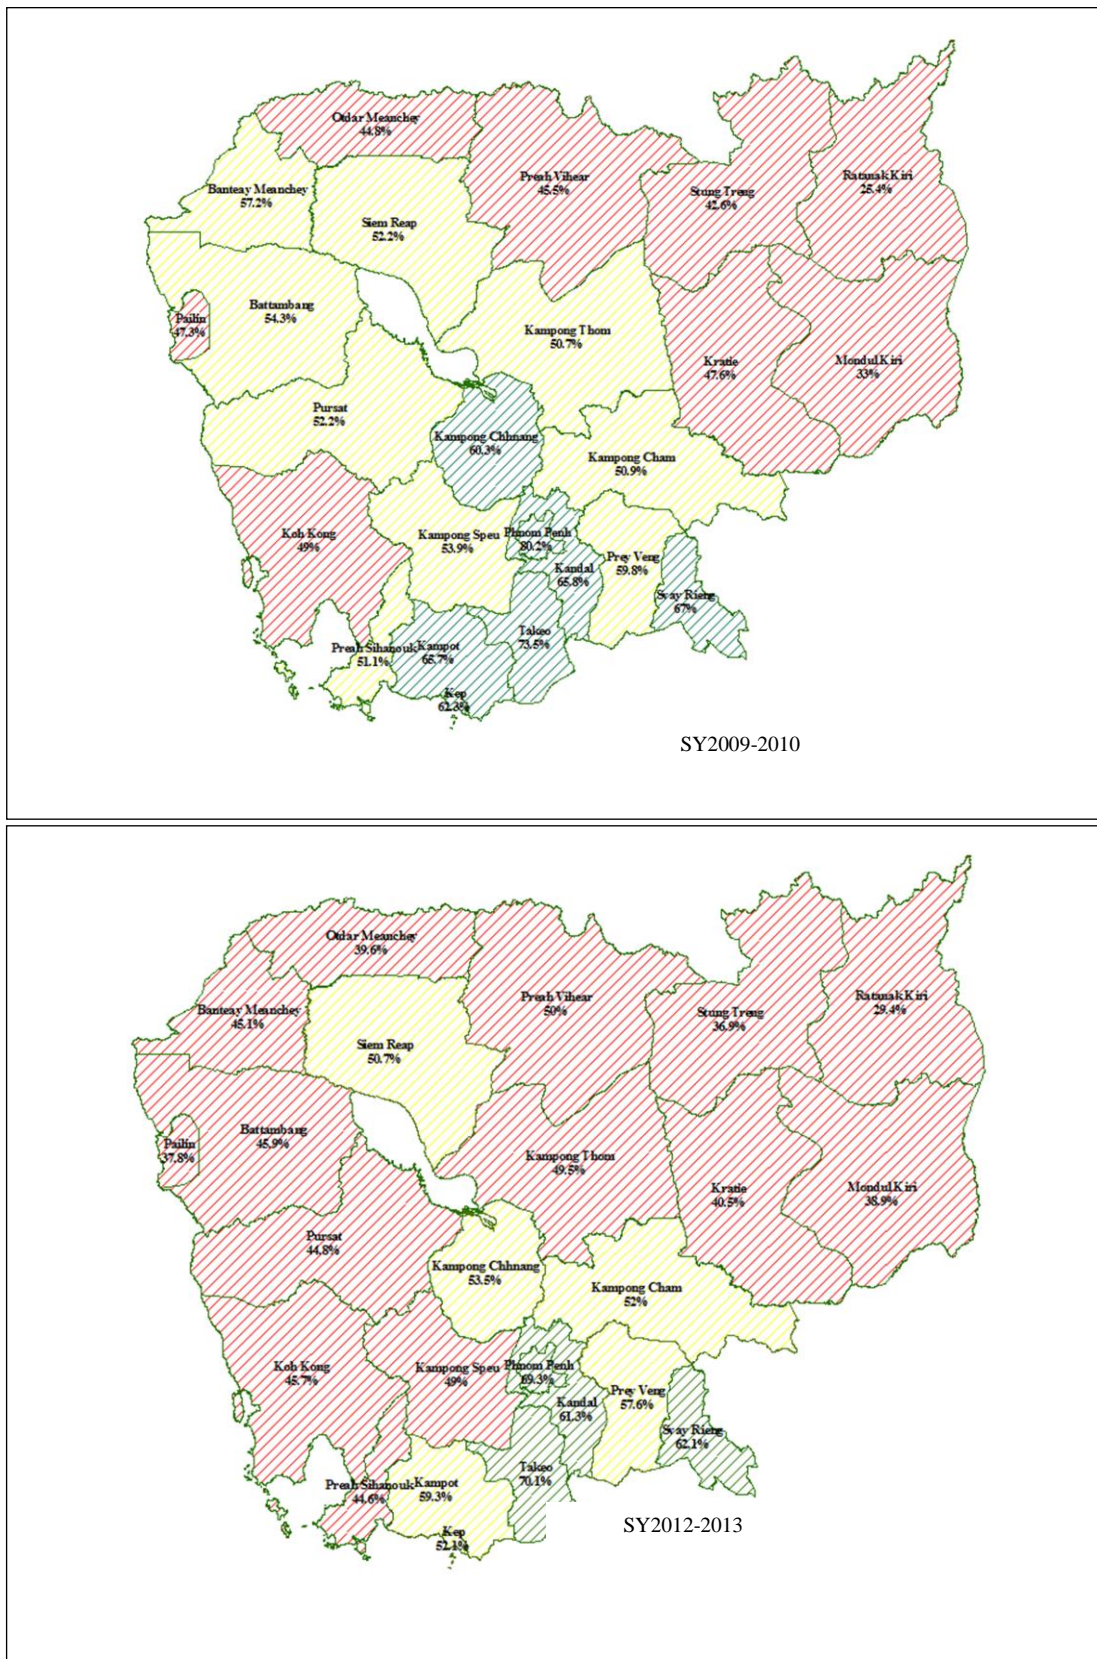 Otdar Meanchey
44.8%
Preah Vihear
45.5%
Ratanak Kiri
25.4%
Banteay Meanchey
57.2%
Stung Treng
42.6%
Siem Reap
52.2%
Battambang
54.3%
Pailin
47.3%
Kampong Thom
50.7%
Kratie
47.6%
Mondul Kiri
33%
Pursat
52.2%
Kampong Chhnang
60.3%
Kampong Cham
50.9%
Koh Kong
49%
Kampong Speu
53.9%
Phnom Penh
80.2%
Prey Veng
59.8%
Kandal
65.8%
Svay Rieng
67%
Takeo
73.5%
Preah Sihanouk
51.1%
Kampot
65.7%
Kep
62.3%
SY2009-2010
Otdar Meanchey
39.6%
Preah Vihear
50%
Ratanak Kiri
29.4%
Banteay Meanchey
45.1%
Stung Treng
36.9%
Siem Reap
50.7%
Battambang
45.9%
Pailin
37.8%
Kampong Thom
49.5%
Kratie
40.5%
Mondul Kiri
38.9%
Pursat
44.8%
Kampong Chhnang
53.5%
Kampong Cham
52%
Koh Kong
45.7%
Kampong Speu
49%
Phnom Penh
69.3%
Prey Veng
57.6%
Kandal
61.3%
Svay Rieng
62.1%
Takeo
70.1%
Preah Sihanouk
44.6%
Kampot
59.3%
Kep
52.1%
SY2012-2013